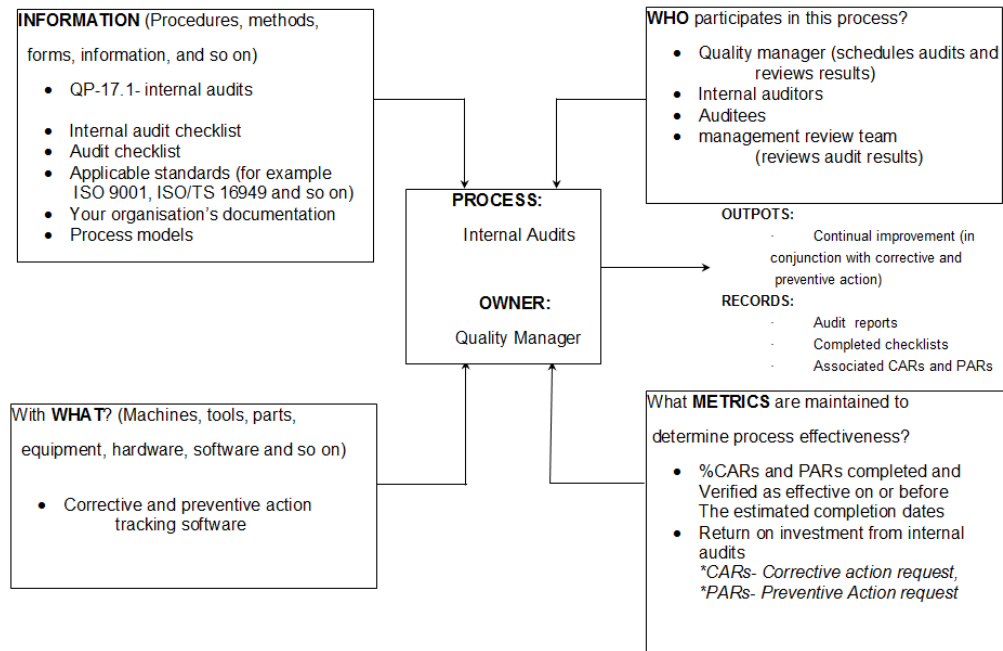 INFORMATION (Procedures, methods,
forms, information, and so on)
• QP-17.1- internal audits
• Internal audit checklist
• Audit checklist
• Applicable standards (for example
ISO 9001, ISO/TS 16949 and so on)
• Your organisation's documentation
• Process models
WHO participates in this process?
• Quality manager (schedules audits and
reviews results)
• Internal auditors
• Auditees
• management review team
(reviews audit results)
PROCESS:
Internal Audits
OWNER:
Quality Manager
OUTPOTS:
· Continual improvement (in
conjunction with corrective and
preventive action)
RECORDS:
· Audit reports
· Completed checklists
· Associated CARs and PARs
With WHAT? (Machines, tools, parts,
equipment, hardware, software and so on)
• Corrective and preventive action
tracking software
What METRICS are maintained to
determine process effectiveness?
• %CARs and PARs completed and
Verified as effective on or before
The estimated completion dates
• Return on investment from internal
audits
*CARs- Corrective action request,
*PARs- Preventive Action request